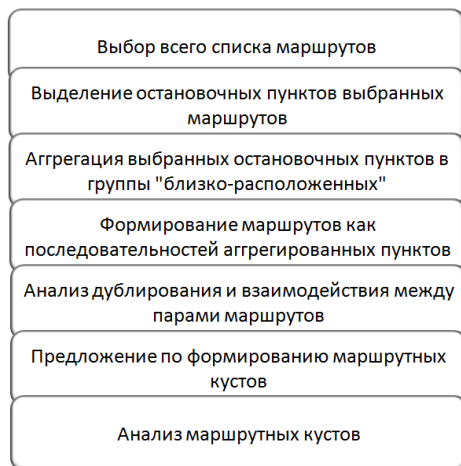 Выбор всего списка маршрутов
Выделение остановочных пунктов выбранных
маршрутов
Аггрегация выбранных остановочных пунктов в
группы "близко-расположенных"
Формирование маршрутов как
последовательностей аггрегированных пунктов
Анализ дублирования и взаимодействия между
парами маршрутов
Предложение по формированию маршрутных
кустов
Анализ маршрутных кустов